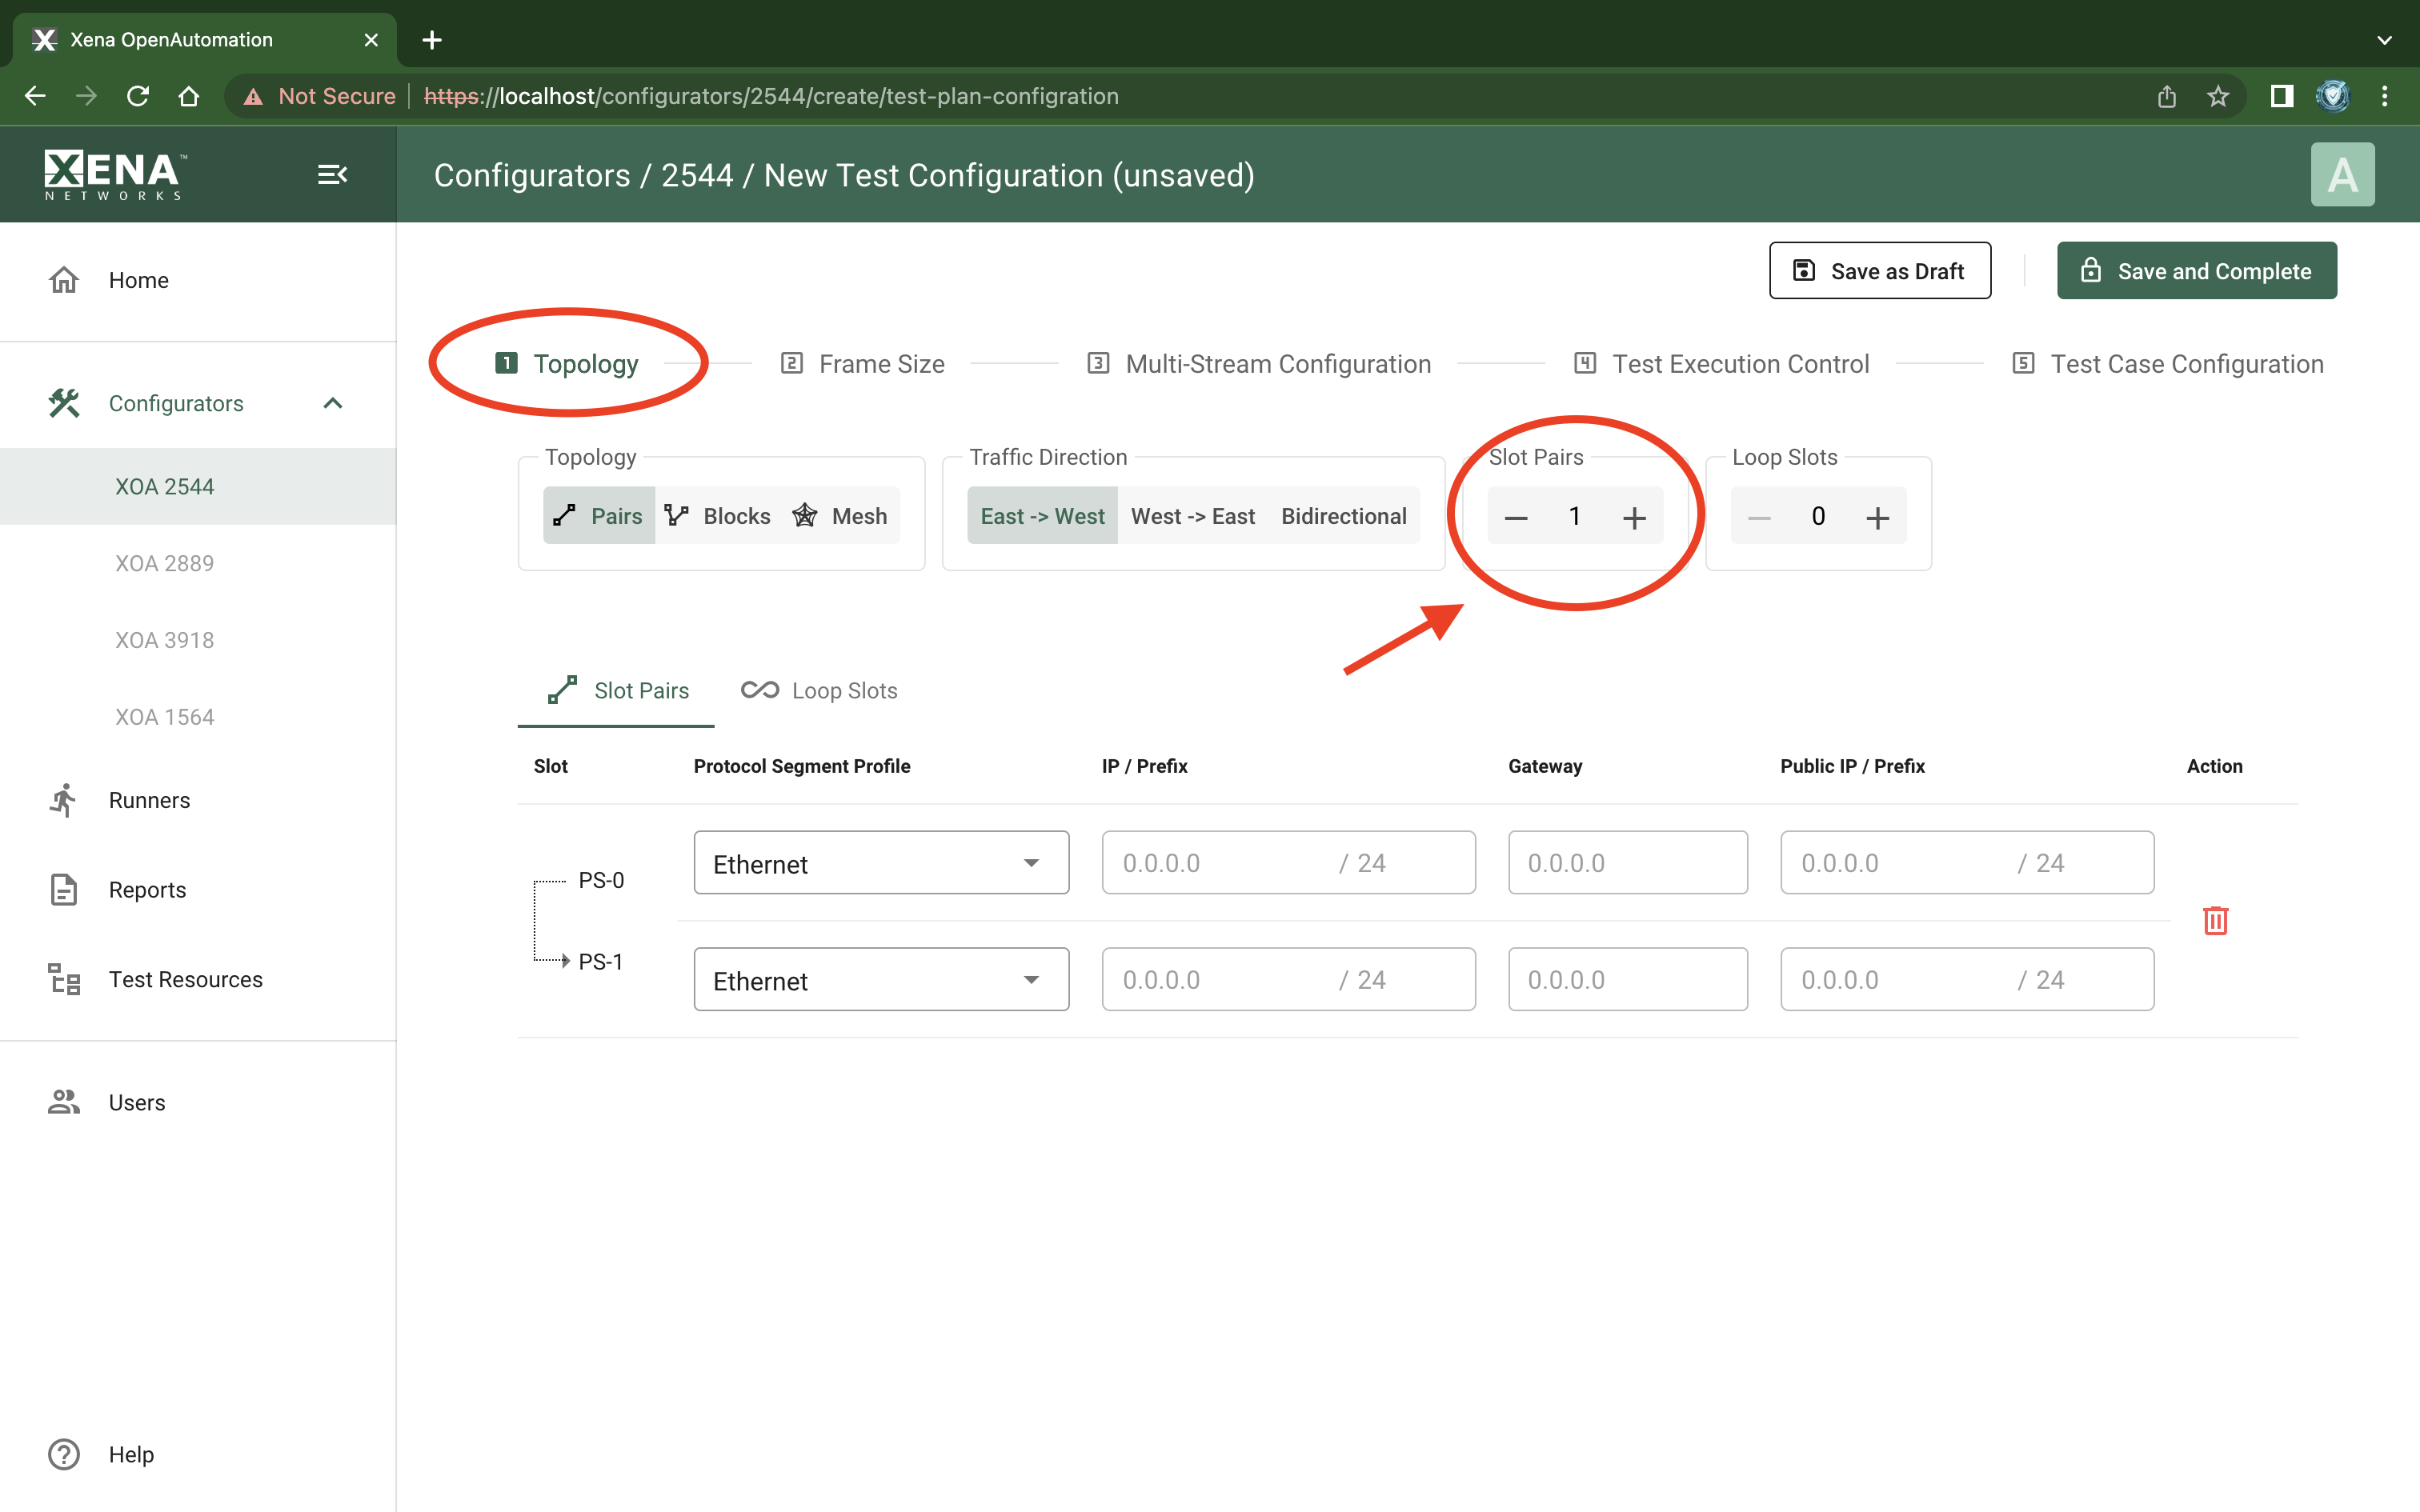 Xena OpenAutomation
Not Secure https://localhost/configurators/2544/create/test-plan-configration
XENA™
NETWORKS
Configurators / 2544 / New Test Configuration (unsaved)
A
Home
Configurators
XOA 2544
XOA 2889
XOA 3918
XOA 1564
Runners
Reports
Test Resources
Users
Help
Save as Draft
Save and Complete
1 Topology
2 Frame Size
3 Multi-Stream Configuration
4 Test Execution Control
5 Test Case Configuration
Topology
Pairs Blocks Mesh
Traffic Direction
East -> West West -> East Bidirectional
Slot Pairs
− 1 +
Loop Slots
− 0 +
Slot Pairs Loop Slots
Slot Protocol Segment Profile IP / Prefix Gateway Public IP / Prefix Action
PS-0 Ethernet 0.0.0.0 / 24 0.0.0.0 0.0.0.0 / 24
PS-1 Ethernet 0.0.0.0 / 24 0.0.0.0 0.0.0.0 / 24